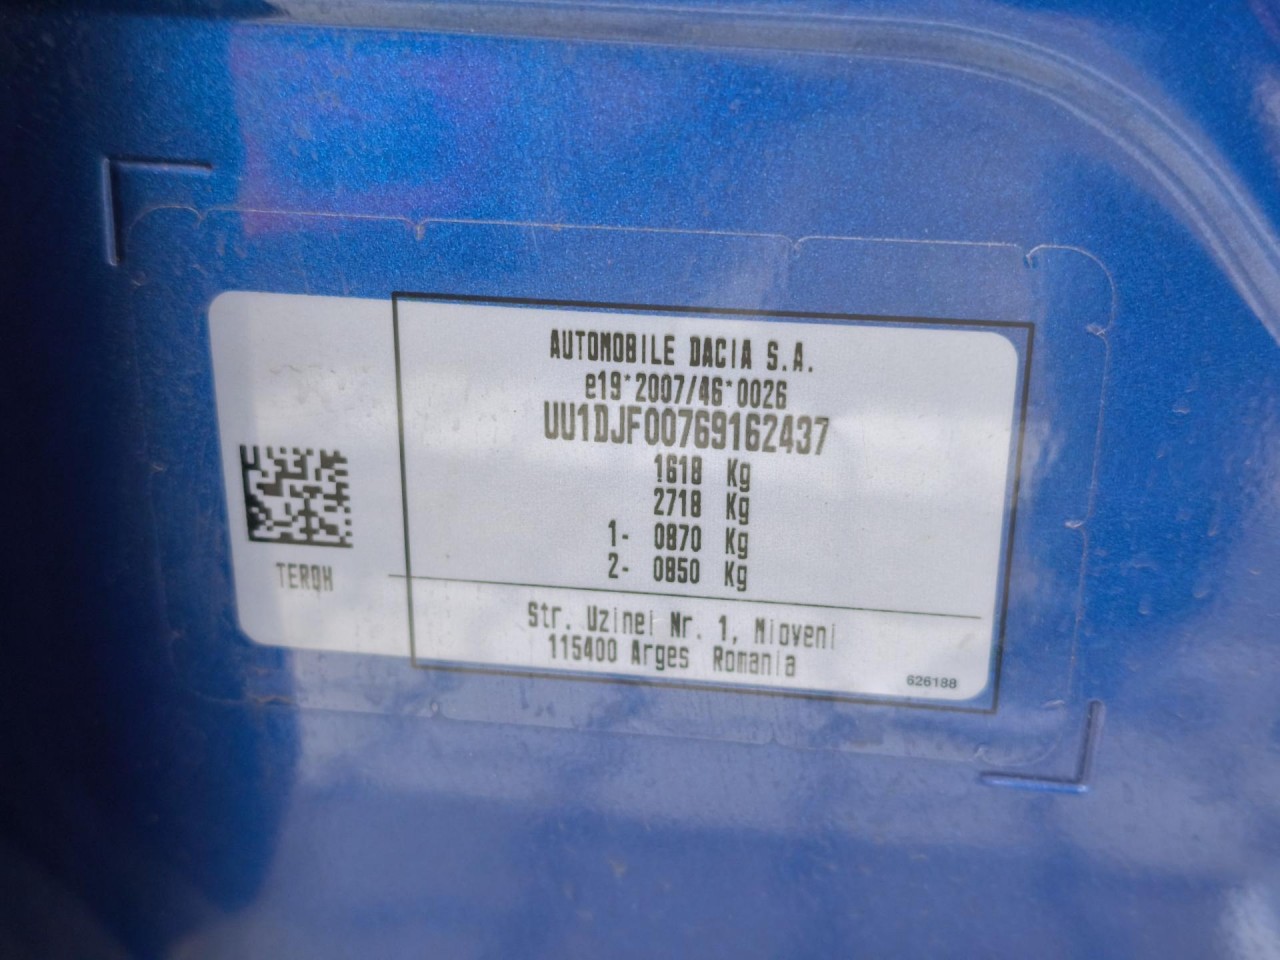 AUTOMOBILE DACIA S.A.
e19*2007/46*0026
UU1DJF00769162437
1618 Kg
2718 Kg
1- 0870 Kg
2- 0850 Kg
TERQH
Str. Uzinei Nr. 1, Mioveni
115400 Arges Romania
626188